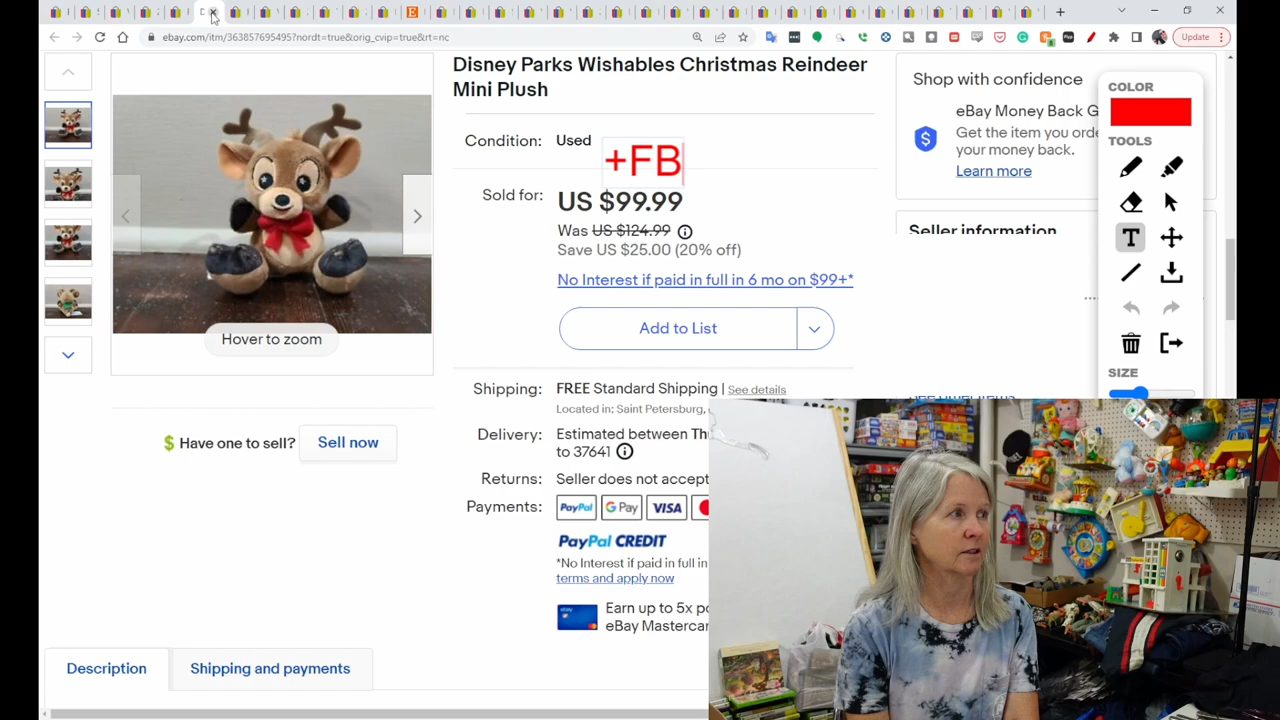 ebay.com/itm/363857695495?nordt=true&orig_cvip=true&rt=nc
Update
Disney Parks Wishables Christmas Reindeer
Mini Plush
Condition: Used
+FB
Sold for: US $99.99
Was US $124.99
Save US $25.00 (20% off)
No Interest if paid in full in 6 mo on $99+*
Add to List
Hover to zoom
Have one to sell? Sell now
Shipping: FREE Standard Shipping | See details
Located in: Saint Petersburg,
Delivery: Estimated between Th
to 37641
Returns: Seller does not accept
Payments: PayPal G Pay VISA
PayPal CREDIT
*No Interest if paid in full in
terms and apply now
Earn up to 5x po
eBay Masterca
Description
Shipping and payments
Shop with confidence
eBay Money Back G
Get the item you orde
your money back.
Learn more
Seller information
COLOR
TOOLS
T
SIZE